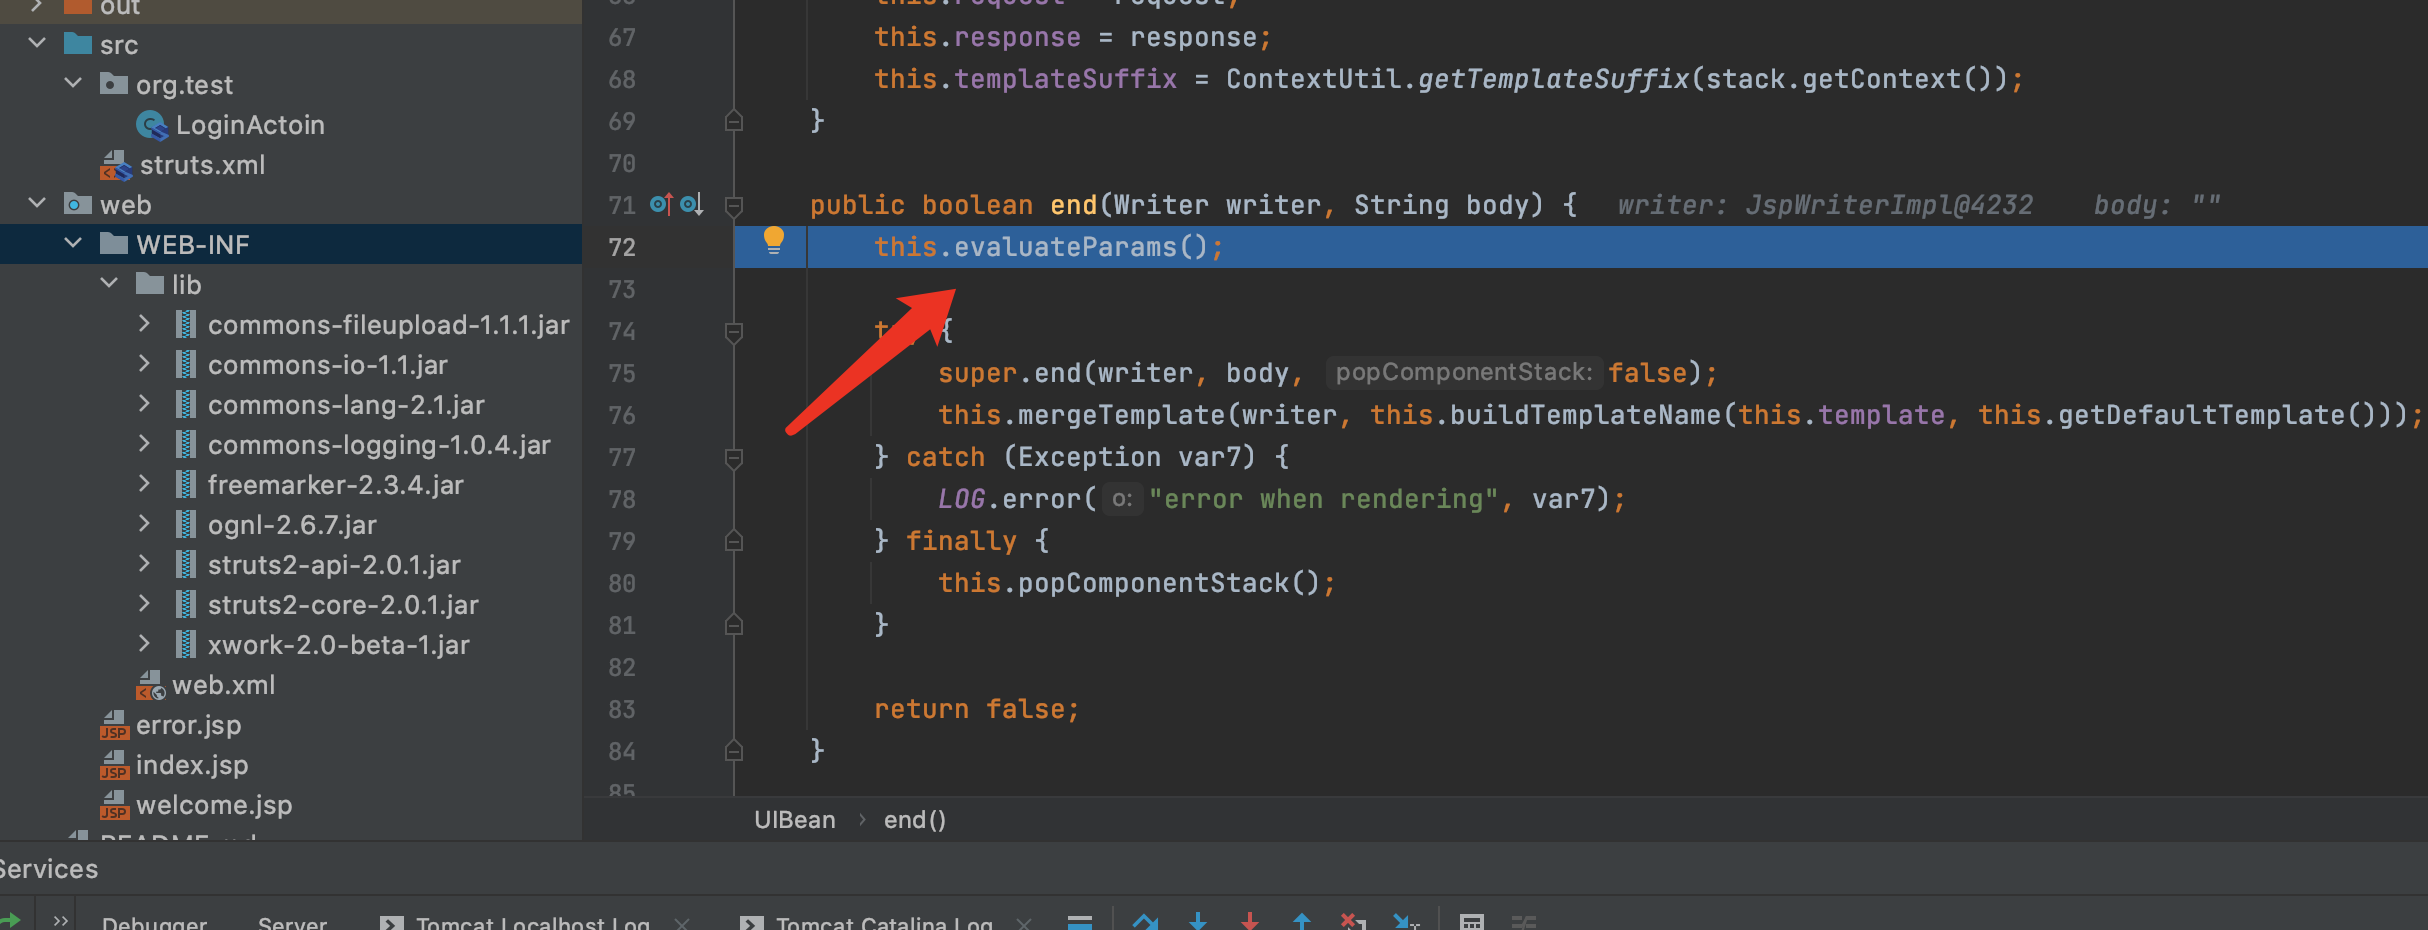 out
src
org.test
LoginActoin
struts.xml
web
WEB-INF
lib
commons-fileupload-1.1.1.jar
commons-io-1.1.jar
commons-lang-2.1.jar
commons-logging-1.0.4.jar
freemarker-2.3.4.jar
ognl-2.6.7.jar
struts2-api-2.0.1.jar
struts2-core-2.0.1.jar
xwork-2.0-beta-1.jar
web.xml
error.jsp
index.jsp
welcome.jsp
README.md
this.request = request;
67 this.response = response;
68 this.templateSuffix = ContextUtil.getTemplateSuffix(stack.getContext());
69 }
70
71 public boolean end(Writer writer, String body) { writer: JspWriterImpl@4232 body: ""
72 this.evaluateParams();
73
74 {
75 super.end(writer, body, popComponentStack: false);
76 this.mergeTemplate(writer, this.buildTemplateName(this.template, this.getDefaultTemplate()));
77 } catch (Exception var7) {
78 LOG.error( o: "error when rendering", var7);
79 } finally {
80 this.popComponentStack();
81 }
82
83 return false;
84 }
85
UIBean › end()
Services
Debugger Server Tomcat Localhost Log Tomcat Catalina Log